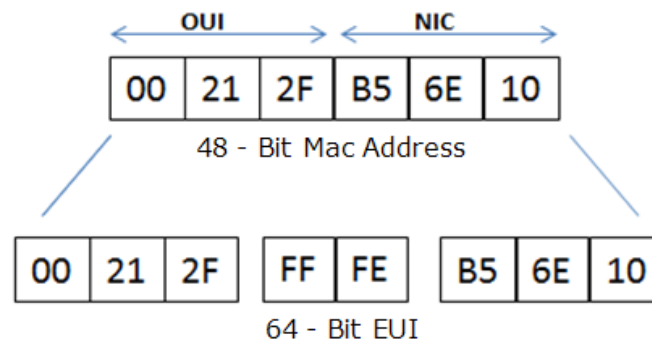 OUI NIC
00 21 2F B5 6E 10
48 - Bit Mac Address
00 21 2F FF FE B5 6E 10
64 - Bit EUI